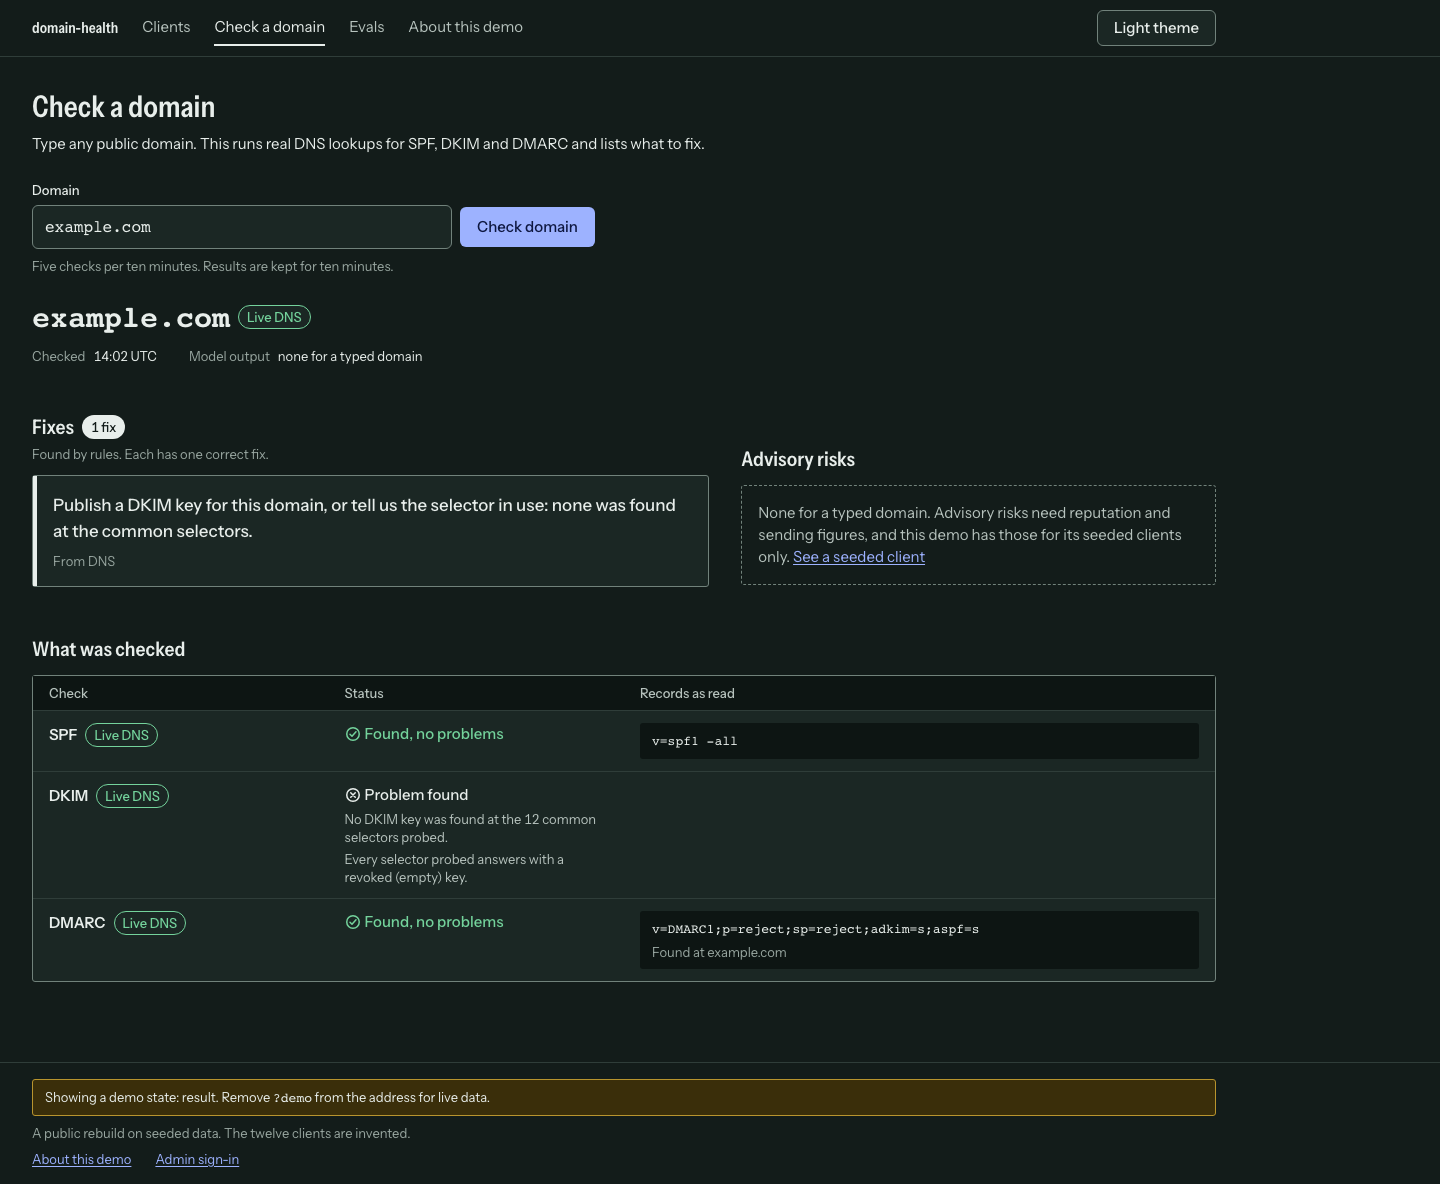 domain-health Clients Check a domain Evals About this demo Light theme
Check a domain
Type any public domain. This runs real DNS lookups for SPF, DKIM and DMARC and lists what to fix.
Domain
example.com Check domain
Five checks per ten minutes. Results are kept for ten minutes.
example.com Live DNS
Checked 14:02 UTC Model output none for a typed domain
Fixes 1 fix
Found by rules. Each has one correct fix.
Publish a DKIM key for this domain, or tell us the selector in use: none was found
at the common selectors.
From DNS
Advisory risks
None for a typed domain. Advisory risks need reputation and
sending figures, and this demo has those for its seeded clients
only. See a seeded client
What was checked
Check Status Records as read
SPF Live DNS Found, no problems v=spf1 -all
DKIM Live DNS Problem found
No DKIM key was found at the 12 common
selectors probed.
Every selector probed answers with a
revoked (empty) key.
DMARC Live DNS Found, no problems v=DMARC1;p=reject;sp=reject;adkim=s;aspf=s
Found at example.com
Showing a demo state: result. Remove ?demo from the address for live data.
A public rebuild on seeded data. The twelve clients are invented.
About this demo Admin sign-in